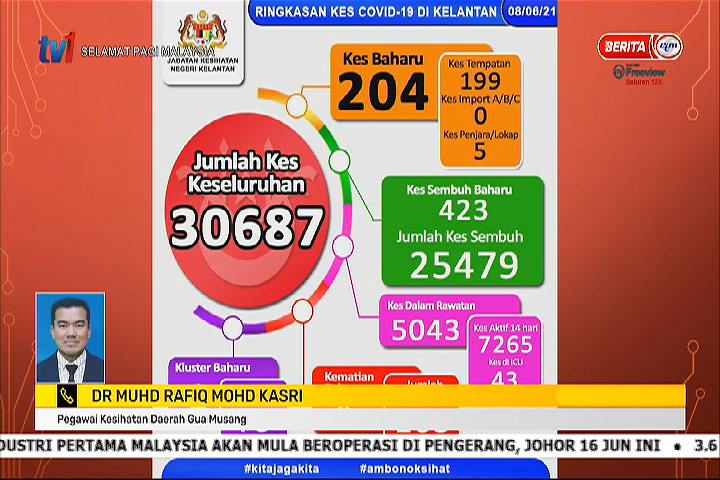 RINGKASAN KES COVID-19 DI KELANTAN 08/06/21
tv1 SELAMAT PAGI MALAYSIA
JABATAN KESIHATAN
NEGERI KELANTAN
BERITA rtm
myFreeview
Saluran 123
Kes Baharu
204
Kes Tempatan
199
Kes Import A/B/C
0
Kes Penjara/Lokap
5
Jumlah Kes
Keseluruhan
30687
Kes Sembuh Baharu
423
Jumlah Kes Sembuh
25479
Kes Dalam Rawatan
5043
Kes Aktif 14 hari
7265
Kes di ICU
43
Kluster Baharu
Kematian
Jumlah
DR MUHD RAFIQ MOHD KASRI
Pegawai Kesihatan Daerah Gua Musang
DUSTRI PERTAMA MALAYSIA AKAN MULA BEROPERASI DI PENGERANG, JOHOR 16 JUN INI • 3.6
#kitajagakita #ambonoksihat